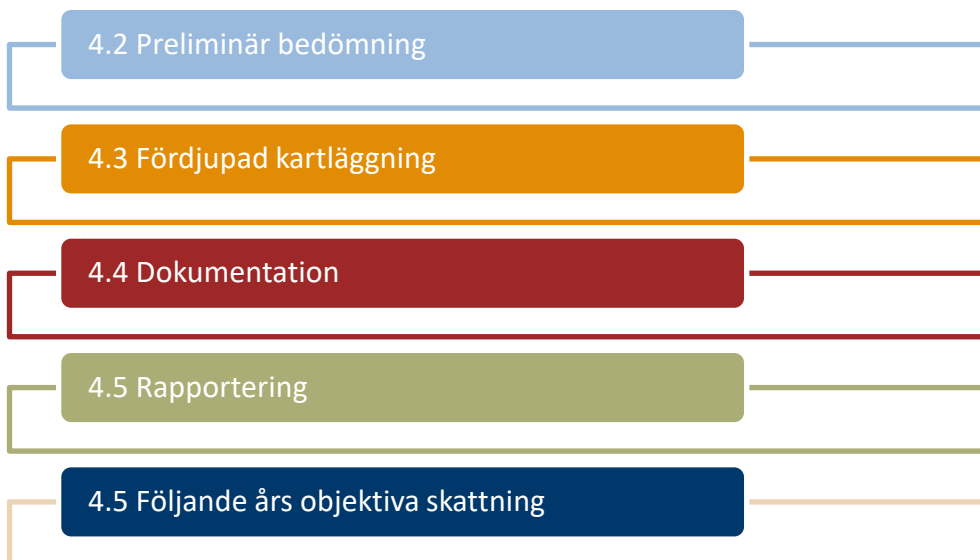 4.2 Preliminär bedömning
4.3 Fördjupad kartläggning
4.4 Dokumentation
4.5 Rapportering
4.5 Följande års objektiva skattning